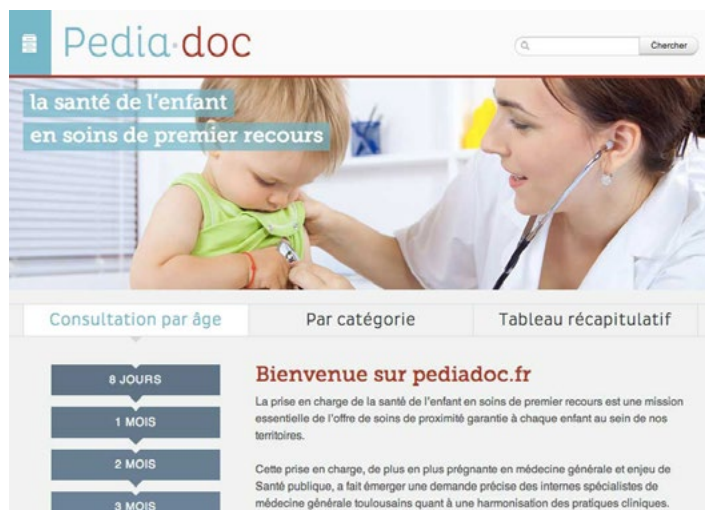 Pedia·doc
Chercher
la santé de l'enfant
en soins de premier recours
Consultation par âge
Par catégorie
Tableau récapitulatif
8 JOURS
1 MOIS
2 MOIS
3 MOIS
Bienvenue sur pediadoc.fr
La prise en charge de la santé de l'enfant en soins de premier recours est une mission
essentielle de l'offre de soins de proximité garantie à chaque enfant au sein de nos
territoires.
Cette prise en charge, de plus en plus prégnante en médecine générale et enjeu de
Santé publique, a fait émerger une demande précise des internes spécialistes de
médecine générale toulousains quant à une harmonisation des pratiques cliniques.